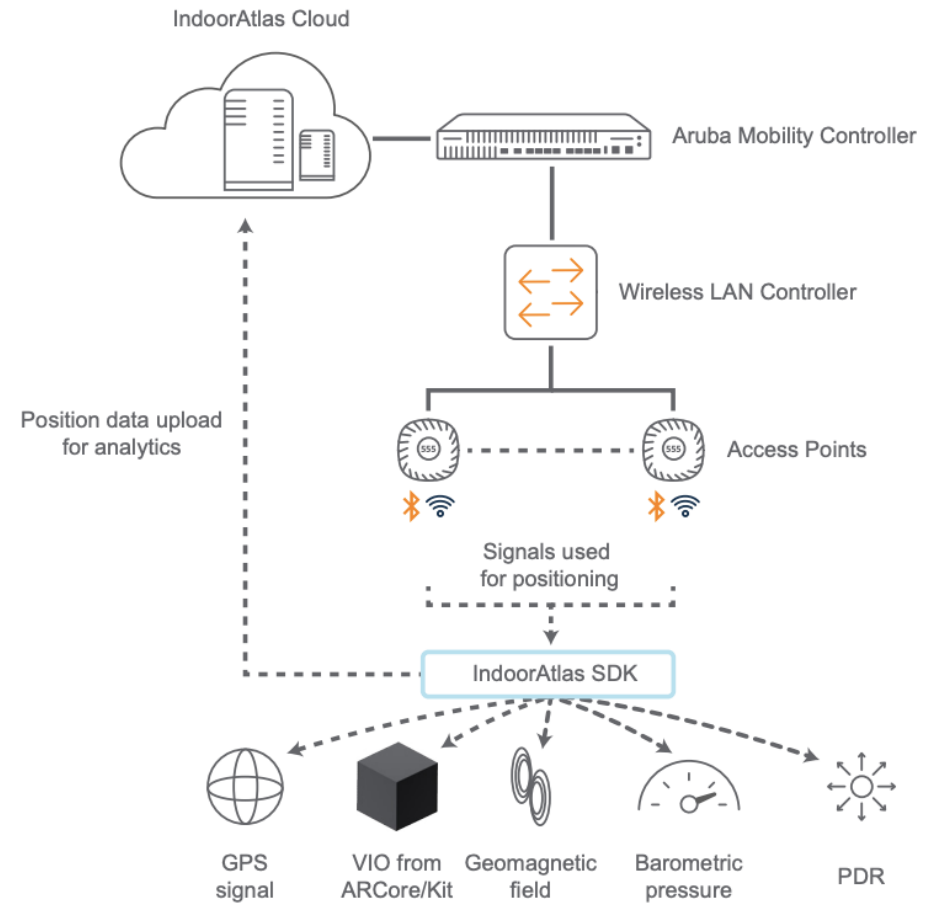 IndoorAtlas Cloud
Aruba Mobility Controller
Wireless LAN Controller
Position data upload
for analytics
555
555
Access Points
Signals used
for positioning
IndoorAtlas SDK
GPS
signal
VIO from
ARCore/Kit
Geomagnetic
field
Barometric
pressure
PDR